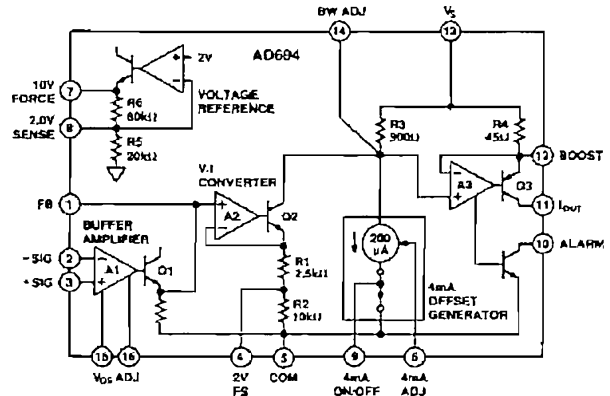 BW ADJ
VS
14
13
AD694
2V
10V
FORCE
7
VOLTAGE
REFERENCE
R6
80kΩ
2.0V
SENSE
8
R5
20kΩ
R3
900Ω
R4
45Ω
12
BOOST
V/I
CONVERTER
A3
Q3
FB
1
A2
Q2
11
IOUT
BUFFER
AMPLIFIER
200
µA
10
ALARM
-SIG
2
Q1
R1
2.5kΩ
+SIG
3
A1
4mA
OFFSET
GENERATOR
R2
10kΩ
15
16
4
5
9
6
VOS ADJ
2V
FS
COM
4mA
ON/OFF
4mA
ADJ